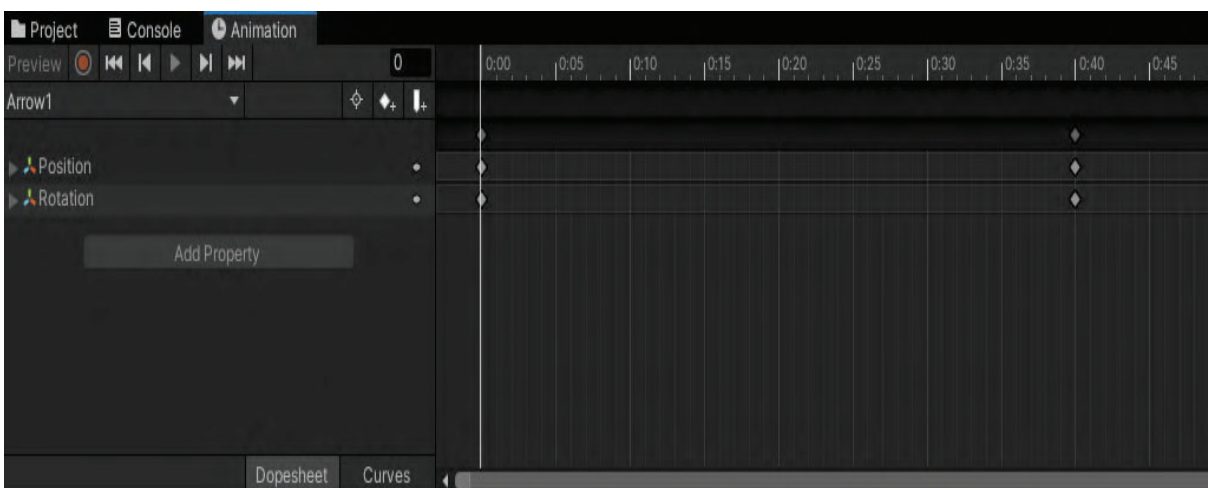 Project Console Animation
Preview 0 0:00 0:05 0:10 0:15 0:20 0:25 0:30 0:35 0:40 0:45
Arrow1
Position
Rotation
Add Property
Dopesheet Curves